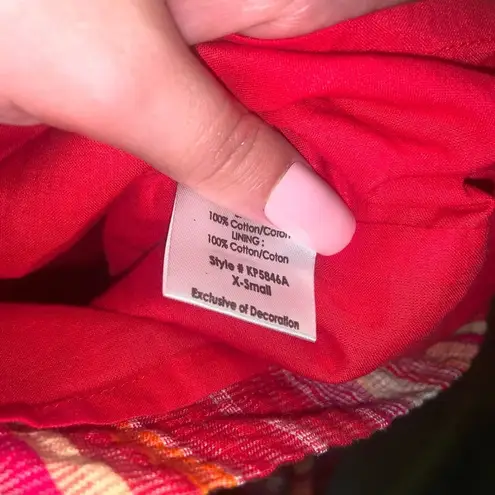 100% Cotton/Coton
LINING :
100% Cotton/Coton
Style # KP5846A
X-Small
Exclusive of Decoration